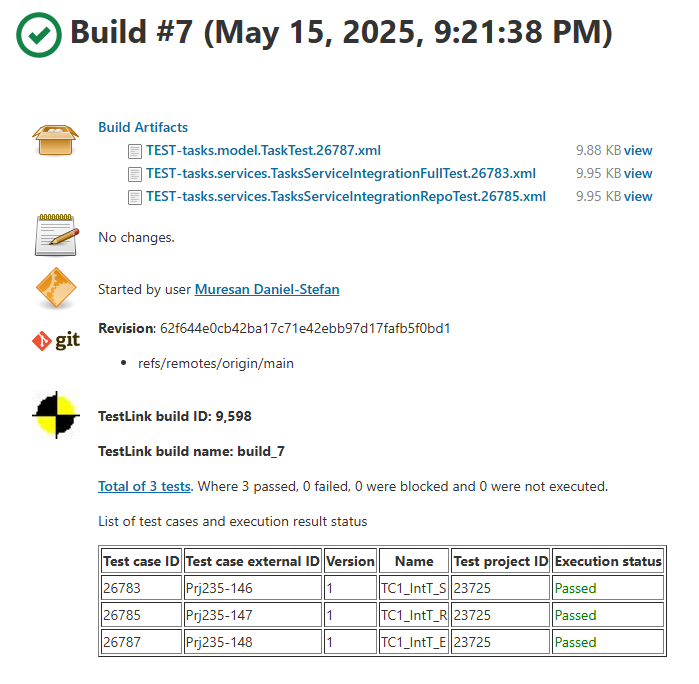 Build #7 (May 15, 2025, 9:21:38 PM)
Build Artifacts
TEST-tasks.model.TaskTest.26787.xml 9.88 KB view
TEST-tasks.services.TasksServiceIntegrationFullTest.26783.xml 9.95 KB view
TEST-tasks.services.TasksServiceIntegrationRepoTest.26785.xml 9.95 KB view
No changes.
Started by user Muresan Daniel-Stefan
git Revision: 62f644e0cb42ba17c71e42ebb97d17fafb5f0bd1
• refs/remotes/origin/main
TestLink build ID: 9,598
TestLink build name: build_7
Total of 3 tests. Where 3 passed, 0 failed, 0 were blocked and 0 were not executed.
List of test cases and execution result status
Test case ID Test case external ID Version Name Test project ID Execution status
26783 Prj235-146 1 TC1_IntT_S 23725 Passed
26785 Prj235-147 1 TC1_IntT_R 23725 Passed
26787 Prj235-148 1 TC1_IntT_E 23725 Passed